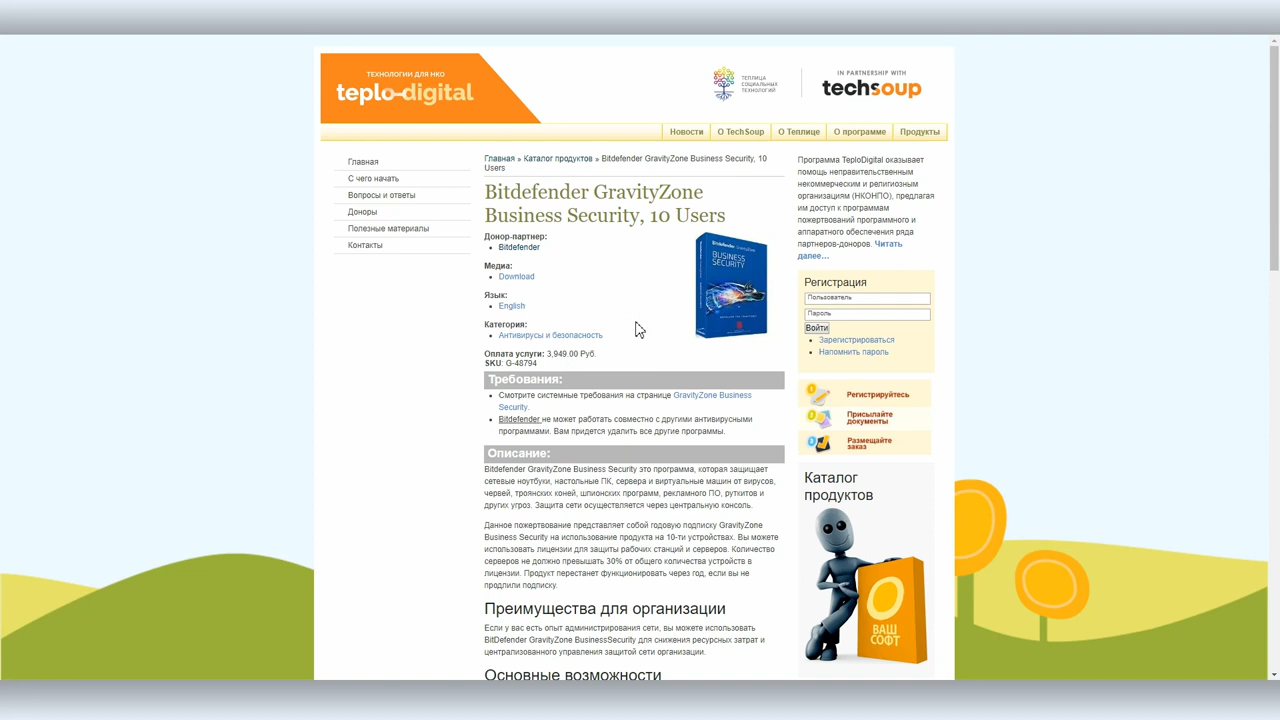 ТЕХНОЛОГИИ ДЛЯ НКО
teplo-digital
ТЕПЛИЦА
СОЦИАЛЬНЫХ
ТЕХНОЛОГИЙ
IN PARTNERSHIP WITH
techsoup
Новости
О TechSoup
О Теплице
О программе
Продукты
Главная
С чего начать
Вопросы и ответы
Доноры
Полезные материалы
Контакты
Главная » Каталог продуктов » Bitdefender GravityZone Business Security, 10
Users
Bitdefender GravityZone
Business Security, 10 Users
Донор-партнер:
Bitdefender
Медиа:
Download
Язык:
English
Категория:
Антивирусы и безопасность
Оплата услуги: 3,949.00 Руб.
SKU: G-48794
Требования:
Смотрите системные требования на странице GravityZone Business
Security.
Bitdefender не может работать совместно с другими антивирусными
программами. Вам придется удалить все другие программы.
Описание:
Bitdefender GravityZone Business Security это программа, которая защищает
сетевые ноутбуки, настольные ПК, сервера и виртуальные машин от вирусов,
червей, троянских коней, шпионских программ, рекламного ПО, руткитов и
других угроз. Защита сети осуществляется через центральную консоль.
Данное пожертвование представляет собой годовую подписку GravityZone
Business Security на использование продукта на 10-ти устройствах. Вы можете
использовать лицензии для защиты рабочих станций и серверов. Количество
серверов не должно превышать 30% от общего количества устройств в
лицензии. Продукт перестанет функционировать через год, если вы не
продлили подписку.
Преимущества для организации
Если у вас есть опыт администрирования сети, вы можете использовать
BitDefender GravityZone BusinessSecurity для снижения ресурсных затрат и
централизованного управления защитой сети организации.
Основные возможности
BUSINESS
SECURITY
Программа TeploDigital оказывает
помощь неправительственным
некоммерческим и религиозным
организациям (НКОНПО), предлагая
им доступ к программам
пожертвований программного и
аппаратного обеспечения ряда
партнеров-доноров. Читать
далее…
Регистрация
Пользователь
Пароль
Войти
Зарегистрироваться
Напомнить пароль
Регистрируйтесь
Присылайте
документы
Размещайте
заказ
Каталог
продуктов
ВАШ
СОФТ